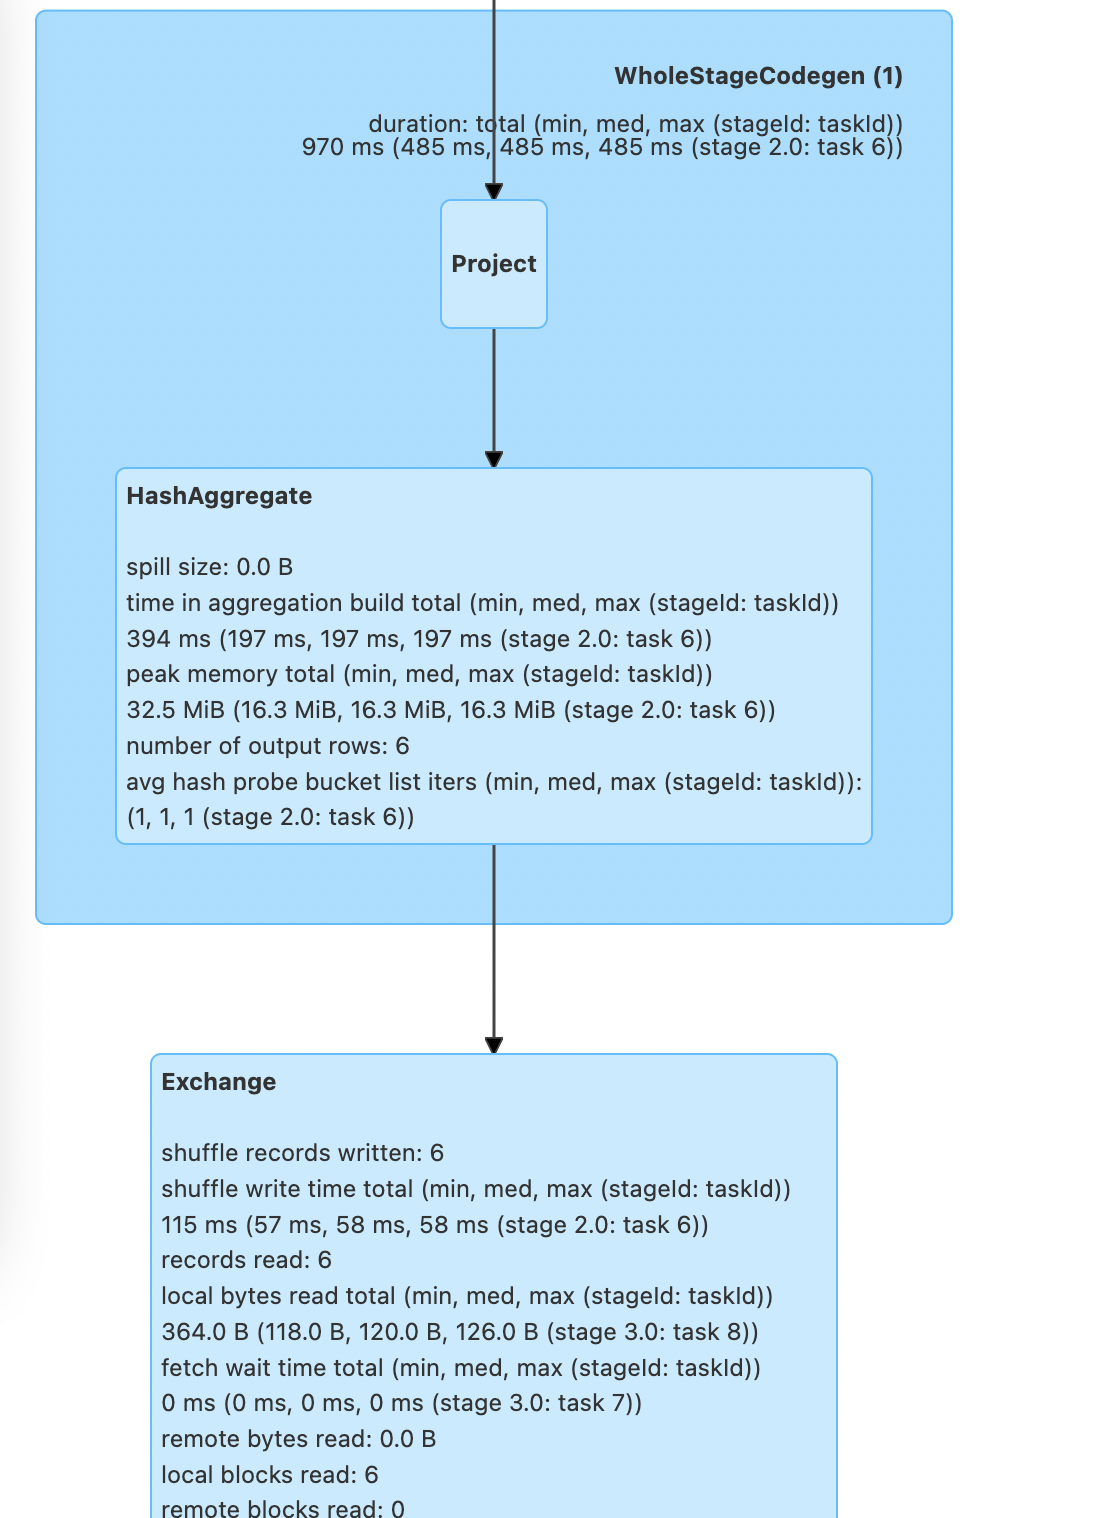 WholeStageCodegen (1)
duration: total (min, med, max (stageId: taskId))
970 ms (485 ms, 485 ms, 485 ms (stage 2.0: task 6))
Project
HashAggregate
spill size: 0.0 B
time in aggregation build total (min, med, max (stageId: taskId))
394 ms (197 ms, 197 ms, 197 ms (stage 2.0: task 6))
peak memory total (min, med, max (stageId: taskId))
32.5 MiB (16.3 MiB, 16.3 MiB, 16.3 MiB (stage 2.0: task 6))
number of output rows: 6
avg hash probe bucket list iters (min, med, max (stageId: taskId)):
(1, 1, 1 (stage 2.0: task 6))
Exchange
shuffle records written: 6
shuffle write time total (min, med, max (stageId: taskId))
115 ms (57 ms, 58 ms, 58 ms (stage 2.0: task 6))
records read: 6
local bytes read total (min, med, max (stageId: taskId))
364.0 B (118.0 B, 120.0 B, 126.0 B (stage 3.0: task 8))
fetch wait time total (min, med, max (stageId: taskId))
0 ms (0 ms, 0 ms, 0 ms (stage 3.0: task 7))
remote bytes read: 0.0 B
local blocks read: 6
remote blocks read: 0